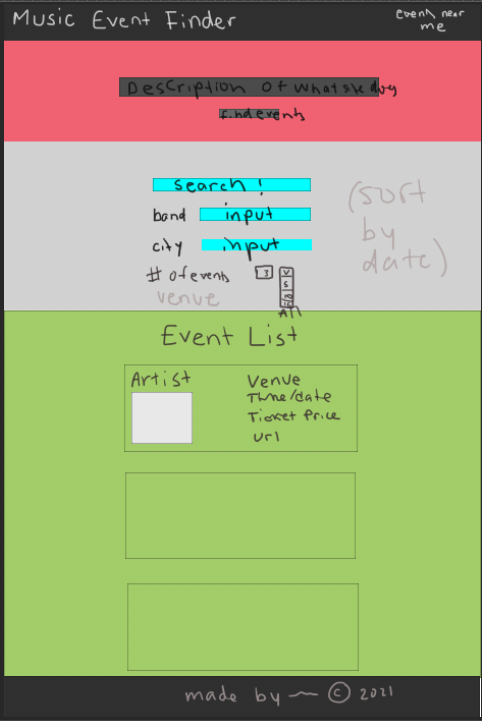 Music Event Finder
event near me
Description of what site does
find events
search!
band input
city input
# of events 3
V
5
10
All
venue
(sort by date)
Event List
Artist
Venue
Time/date
Ticket Price
url
made by © 2021